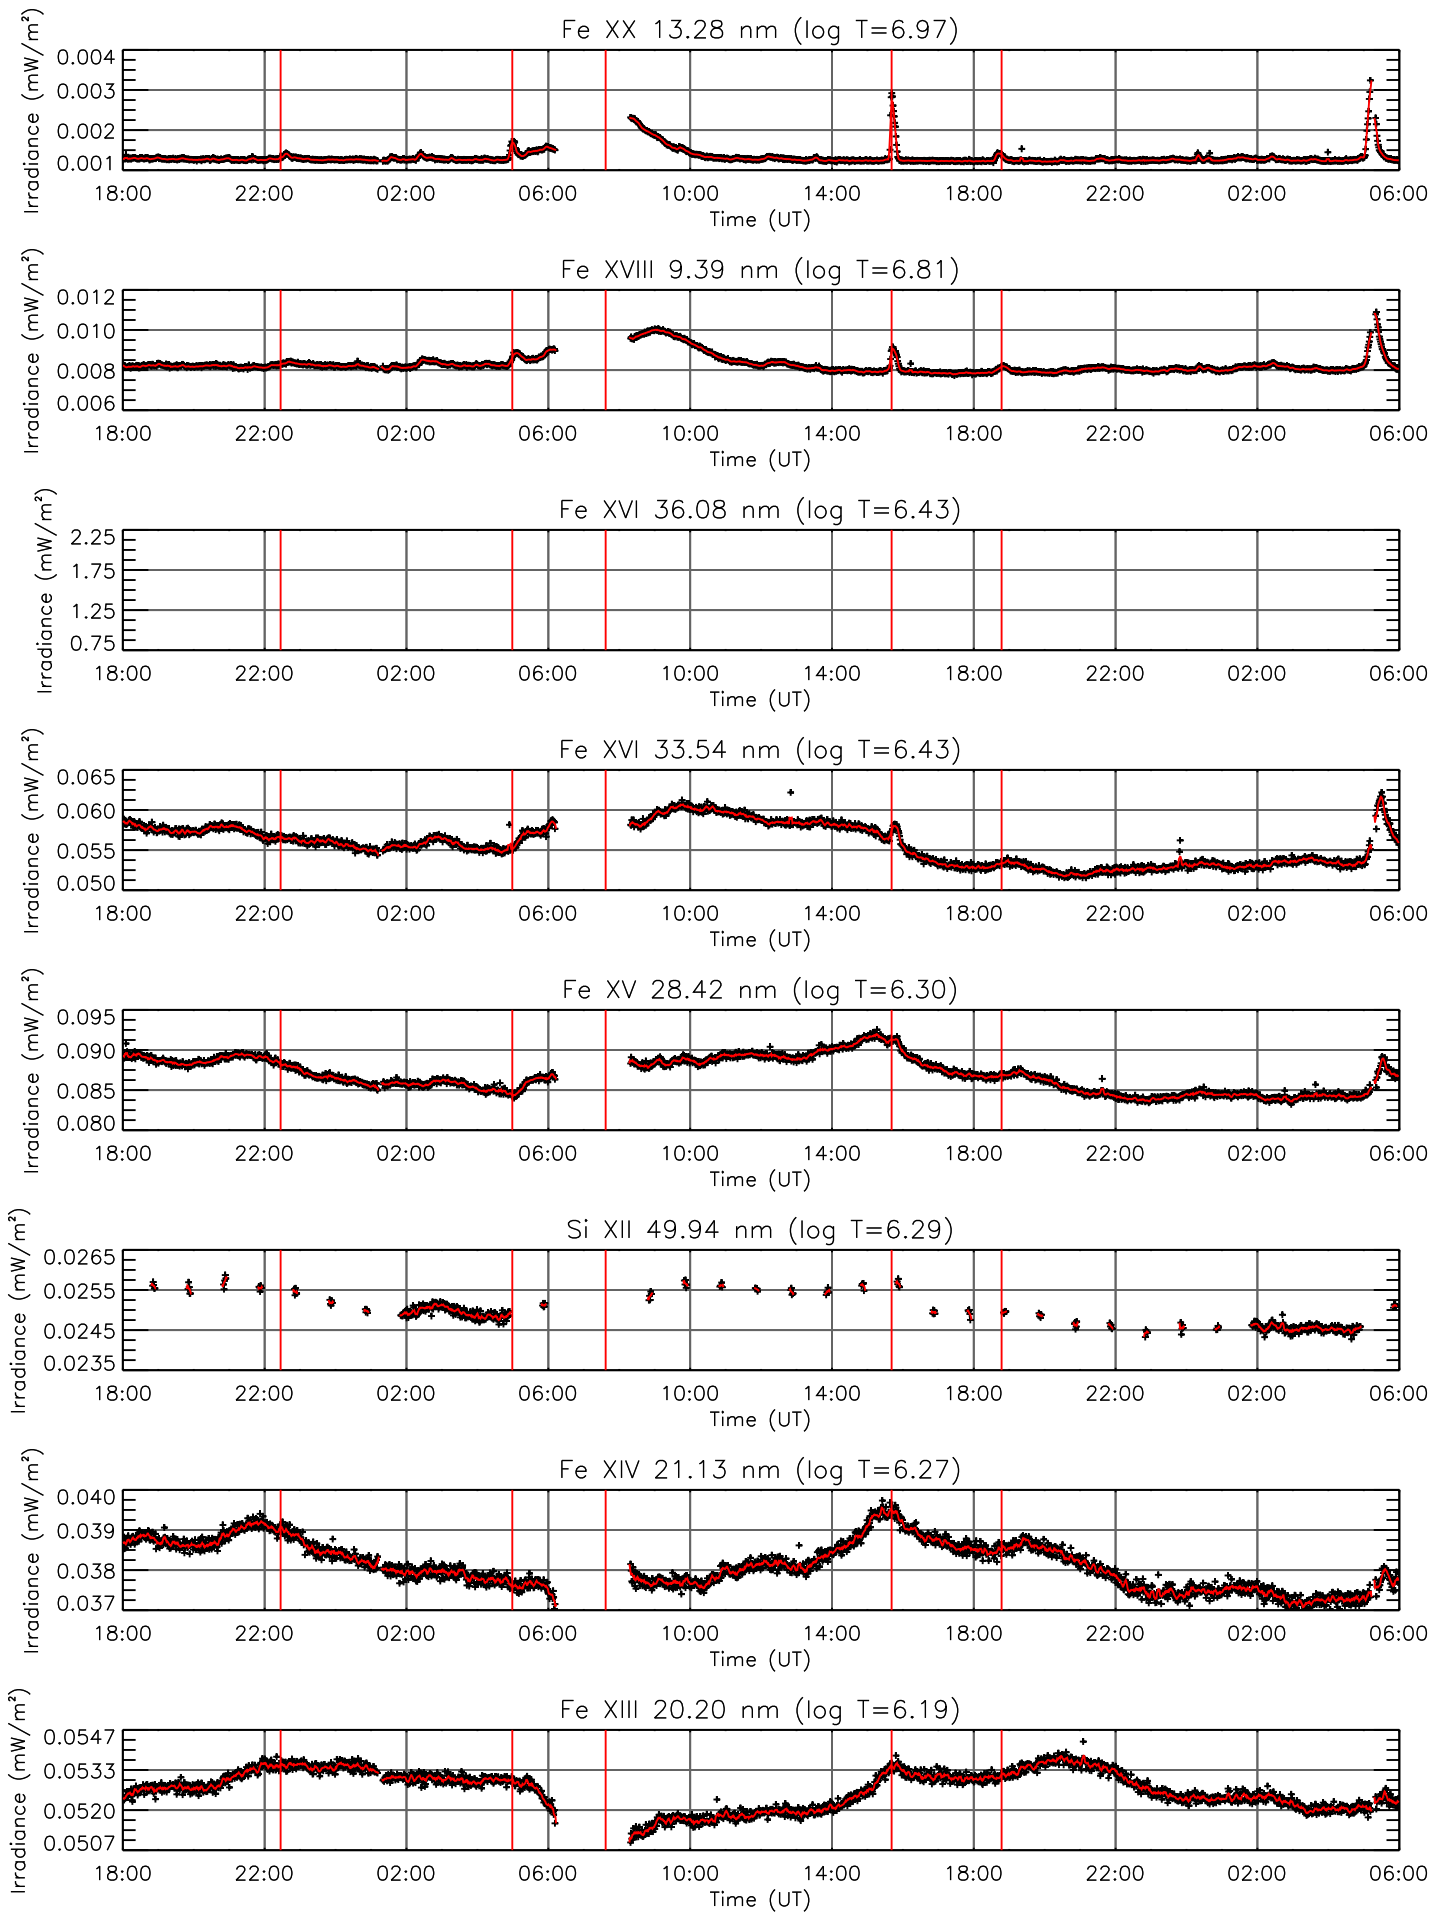 Fe XX 13.28 nm (log T=6.97)
Irradiance (mW/m²)
0.004
0.003
0.002
0.001
18:00 22:00 02:00 06:00 10:00 14:00 18:00 22:00 02:00 06:00
Time (UT)
Fe XVIII 9.39 nm (log T=6.81)
Irradiance (mW/m²)
0.012
0.010
0.008
0.006
18:00 22:00 02:00 06:00 10:00 14:00 18:00 22:00 02:00 06:00
Time (UT)
Fe XVI 36.08 nm (log T=6.43)
Irradiance (mW/m²)
2.25
1.75
1.25
0.75
18:00 22:00 02:00 06:00 10:00 14:00 18:00 22:00 02:00 06:00
Time (UT)
Fe XVI 33.54 nm (log T=6.43)
Irradiance (mW/m²)
0.065
0.060
0.055
0.050
18:00 22:00 02:00 06:00 10:00 14:00 18:00 22:00 02:00 06:00
Time (UT)
Fe XV 28.42 nm (log T=6.30)
Irradiance (mW/m²)
0.095
0.090
0.085
0.080
18:00 22:00 02:00 06:00 10:00 14:00 18:00 22:00 02:00 06:00
Time (UT)
Si XII 49.94 nm (log T=6.29)
Irradiance (mW/m²)
0.0265
0.0255
0.0245
0.0235
18:00 22:00 02:00 06:00 10:00 14:00 18:00 22:00 02:00 06:00
Time (UT)
Fe XIV 21.13 nm (log T=6.27)
Irradiance (mW/m²)
0.040
0.039
0.038
0.037
18:00 22:00 02:00 06:00 10:00 14:00 18:00 22:00 02:00 06:00
Time (UT)
Fe XIII 20.20 nm (log T=6.19)
Irradiance (mW/m²)
0.0547
0.0533
0.0520
0.0507
18:00 22:00 02:00 06:00 10:00 14:00 18:00 22:00 02:00 06:00
Time (UT)